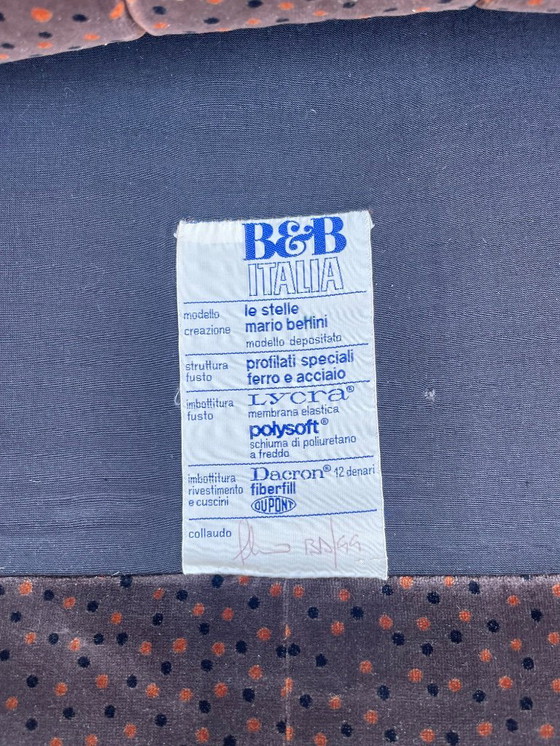 B&B
ITALIA
modello le stelle
creazione mario bellini
modello depositato
struttura profilati speciali
fusto ferro e acciaio
imbottitura Lycra®
fusto membrana elastica
polysoft®
schiuma di poliuretano
a freddo
imbottitura Dacron® 12 denari
rivestimento fiberfill
e cuscini DUPONT
collaudo